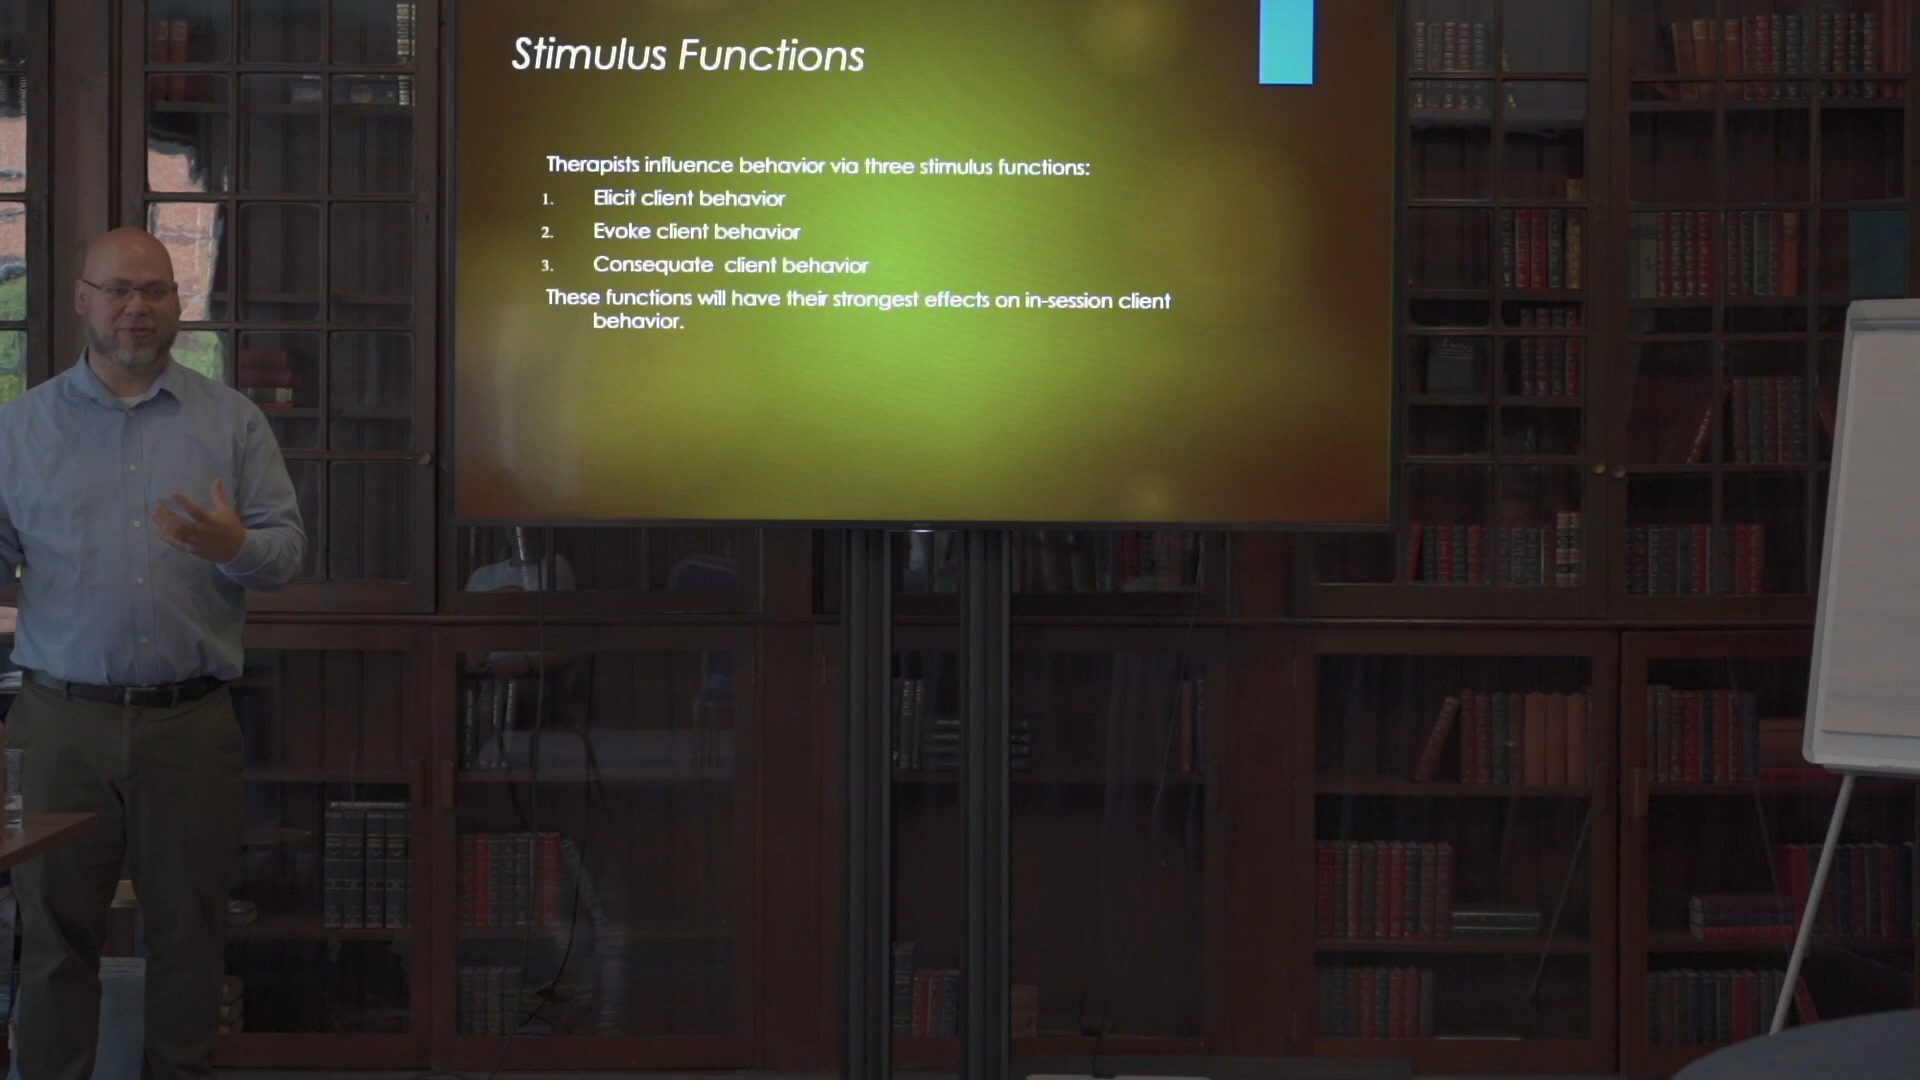 Stimulus Functions
Therapists influence behavior via three stimulus functions:
1. Elicit client behavior
2. Evoke client behavior
3. Consequate client behavior
These functions will have their strongest effects on in-session client
behavior.